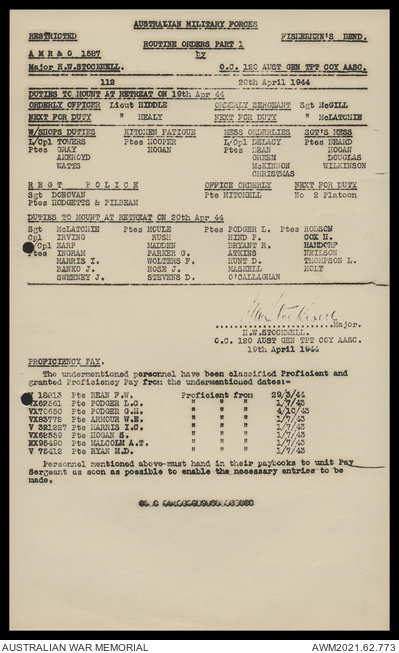 AUSTRALIAN MILITARY FORCES
RESTRICTED FISHERMEN'S BEND.
ROUTINE ORDERS PART 1
A M R & O 1587 by
Major H.W.STOCKWELL. O.C. 120 AUST GEN TPT COY AASC.
112 20th April 1944
DUTIES TO MOUNT AT RETREAT ON 19th Apr 44
ORDERLY OFFICER Lieut HIDDLE ORDERLY SERGEANT Sgt McGILL
NEXT FOR DUTY " HEALY NEXT FOR DUTY " McLATCHIE
W/SHOPS DUTIES KITCHEN FATIGUE MESS ORDERLIES SGT'S MESS
L/Cpl TOWERS Ptes HOOPER L/Cpl DELACY Ptes BEARD
Ptes GRAY HOGAN Ptes DEAN HOGAN
AKEROYD GREEN DOUGLAS
WATTS McKINNON WILKINSON
CHRISTMAS
R E G T P O L I C E OFFICE ORDERLY NEXT FOR DUTY
Sgt DONOVAN Pte MITCHELL No 2 Platoon
Ptes HODGETTS & PILBEAM
DUTIES TO MOUNT AT RETREAT ON 20th Apr 44
Sgt McLATCHIE Ptes MOULE Ptes PODGER L. Ptes ROBSON
Cpl IRVING RUSH HIND P. COX H.
/Cpl EARP MADDEN BRYANT R. HANDORF
Ptes INGRAM PARKER G. ATKINS NEILSON
HARRIS I. WOLTERS F. HUNT D. THOMPSON L.
BANKO J. ROSE J. MASKELL HOLT
SWEENEY J. STEVENS D. O'CALLAGHAN
Major.
H.W.STOCKWELL.
O.C. 120 AUST GEN TPT COY AASC.
19th April 1944
PROFICIENCY PAY.
The undermentioned personnel have been classified Proficient and
granted Proficiency Pay from the undermentioned dates:-
V 18813 Pte BEAN F.W. Proficient from 29/3/44
VX62561 Pte PODGER L.C. " " 1/7/43
VX70650 Pte PODGER G.H. " " 4/10/43
VX85772 Pte ARMOUR W.E. " " 1/7/43
V 321227 Pte HARRIS I.C. " " 1/7/43
VX62589 Pte HOGAN S. " " 1/7/43
NX95490 Pte MALCOLM A.T. " " 1/7/43
V 75412 Pte RYAN M.D. " " 1/7/43
Personnel mentioned above must hand in their paybooks to unit Pay
Sergeant as soon as possible to enable the necessary entries to be
made.
AUSTRALIAN WAR MEMORIAL AWM2021.62.773